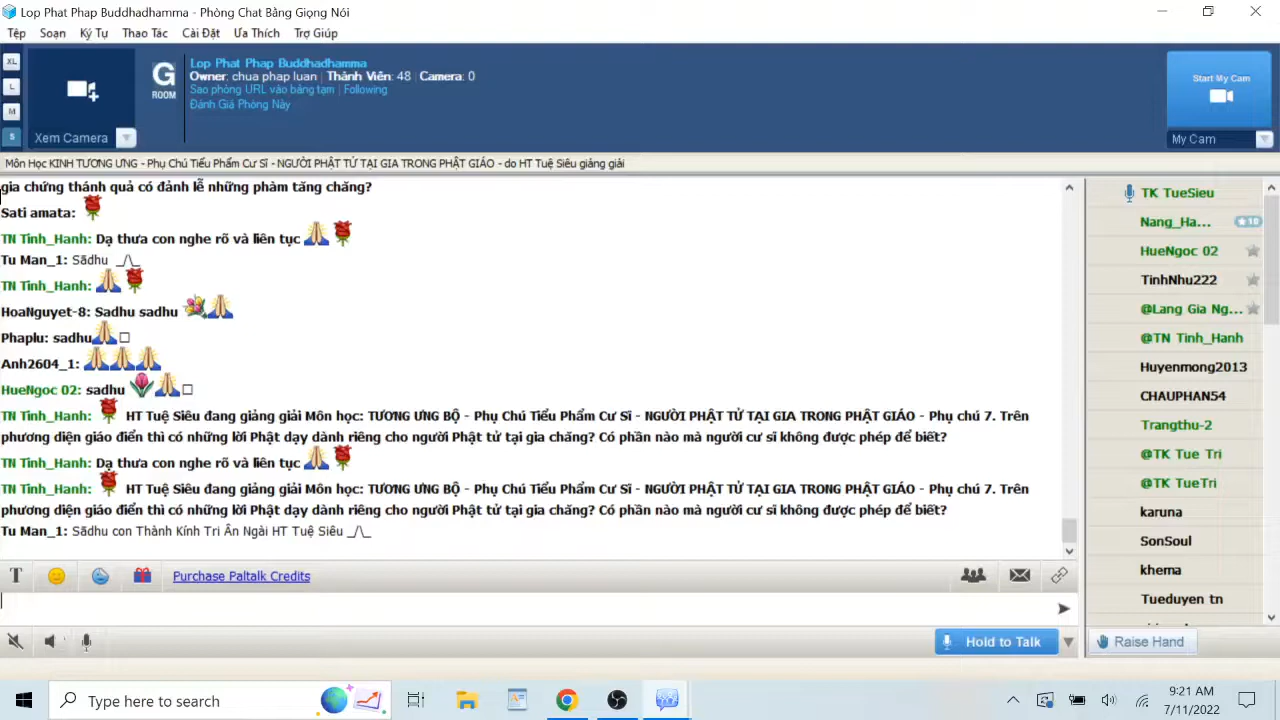 Lop Phat Phap Buddhadhamma - Phòng Chat Bằng Giọng Nói
Tệp Soạn Ký Tự Thao Tác Cài Đặt Ưa Thích Trợ Giúp
XL
L
M
S
Xem Camera
G
ROOM
Lop Phat Phap Buddhadhamma
Owner: chua phap luan | Thành Viên: 48 | Camera: 0
Sao phòng URL vào bảng tạm | Following
Đánh Giá Phòng Này
Start My Cam
My Cam
Môn Học KINH TƯƠNG ƯNG - Phụ Chú Tiểu Phẩm Cư Sĩ - NGƯỜI PHẬT TỬ TẠI GIA TRONG PHẬT GIÁO - do HT Tuệ Siêu giảng giải
gia chứng thánh quả có đảnh lễ những phàm tăng chăng?
Sati amata:
TN Tinh_Hanh: Dạ thưa con nghe rõ và liên tục
Tu Man_1: Sādhu _/\_
TN Tinh_Hanh:
HoaNguyet-8: Sadhu sadhu
Phaplu: sadhu
Anh2604_1:
HueNgoc 02: sadhu
TN Tinh_Hanh: HT Tuệ Siêu đang giảng giải Môn học: TƯƠNG ƯNG BỘ - Phụ Chú Tiểu Phẩm Cư Sĩ - NGƯỜI PHẬT TỬ TẠI GIA TRONG PHẬT GIÁO - Phụ chú 7. Trên
phương diện giáo điển thì có những lời Phật dạy dành riêng cho người Phật tử tại gia chăng? Có phần nào mà người cư sĩ không được phép để biết?
TN Tinh_Hanh: Dạ thưa con nghe rõ và liên tục
TN Tinh_Hanh: HT Tuệ Siêu đang giảng giải Môn học: TƯƠNG ƯNG BỘ - Phụ Chú Tiểu Phẩm Cư Sĩ - NGƯỜI PHẬT TỬ TẠI GIA TRONG PHẬT GIÁO - Phụ chú 7. Trên
phương diện giáo điển thì có những lời Phật dạy dành riêng cho người Phật tử tại gia chăng? Có phần nào mà người cư sĩ không được phép để biết?
Tu Man_1: Sādhu con Thành Kính Tri Ân Ngài HT Tuệ Siêu _/\_
TK TueSieu
Nang_Ha...
10
HueNgoc 02
TinhNhu222
@Lang Gia Ng...
@TN Tinh_Hanh
Huyenmong2013
CHAUPHAN54
Trangthu-2
@TK Tue Tri
@TK TueTri
karuna
SonSoul
khema
Tueduyen tn
T
Purchase Paltalk Credits
Hold to Talk
Raise Hand
Type here to search
9:21 AM
7/11/2022